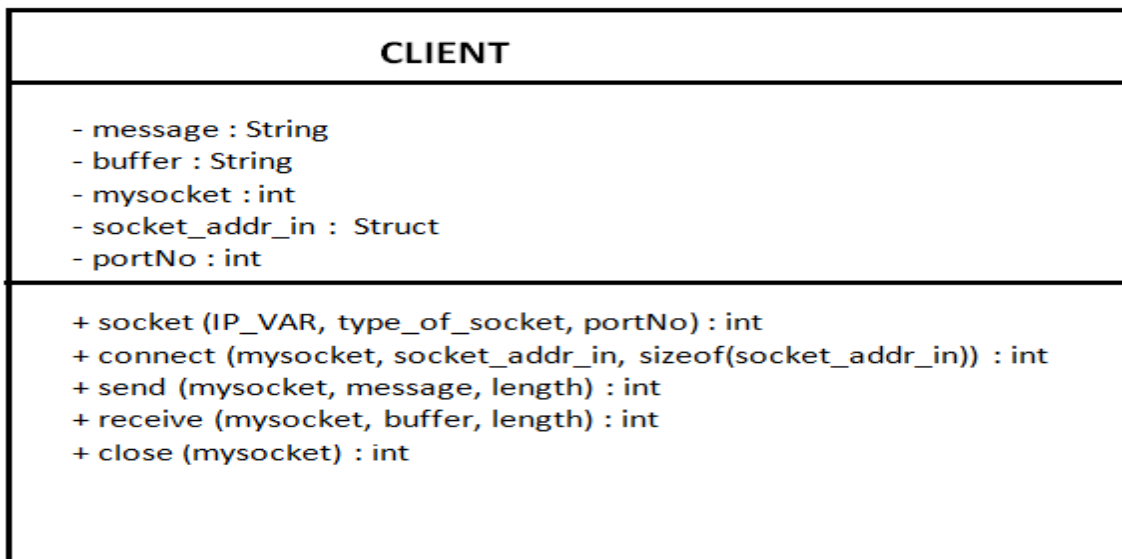 CLIENT
- message : String
- buffer : String
- mysocket : int
- socket_addr_in :  Struct
- portNo : int
+ socket (IP_VAR, type_of_socket, portNo) : int
+ connect (mysocket, socket_addr_in, sizeof(socket_addr_in)) : int
+ send (mysocket, message, length) : int
+ receive (mysocket, buffer, length) : int
+ close (mysocket) : int